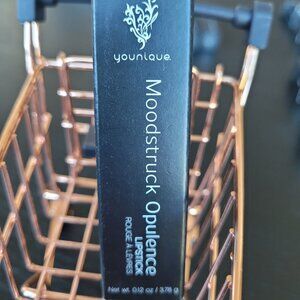 younique
Moodstruck Opulence
LIPSTICK
ROUGE À LÈVRES
Net wt. 0.12 oz / 3.78 g